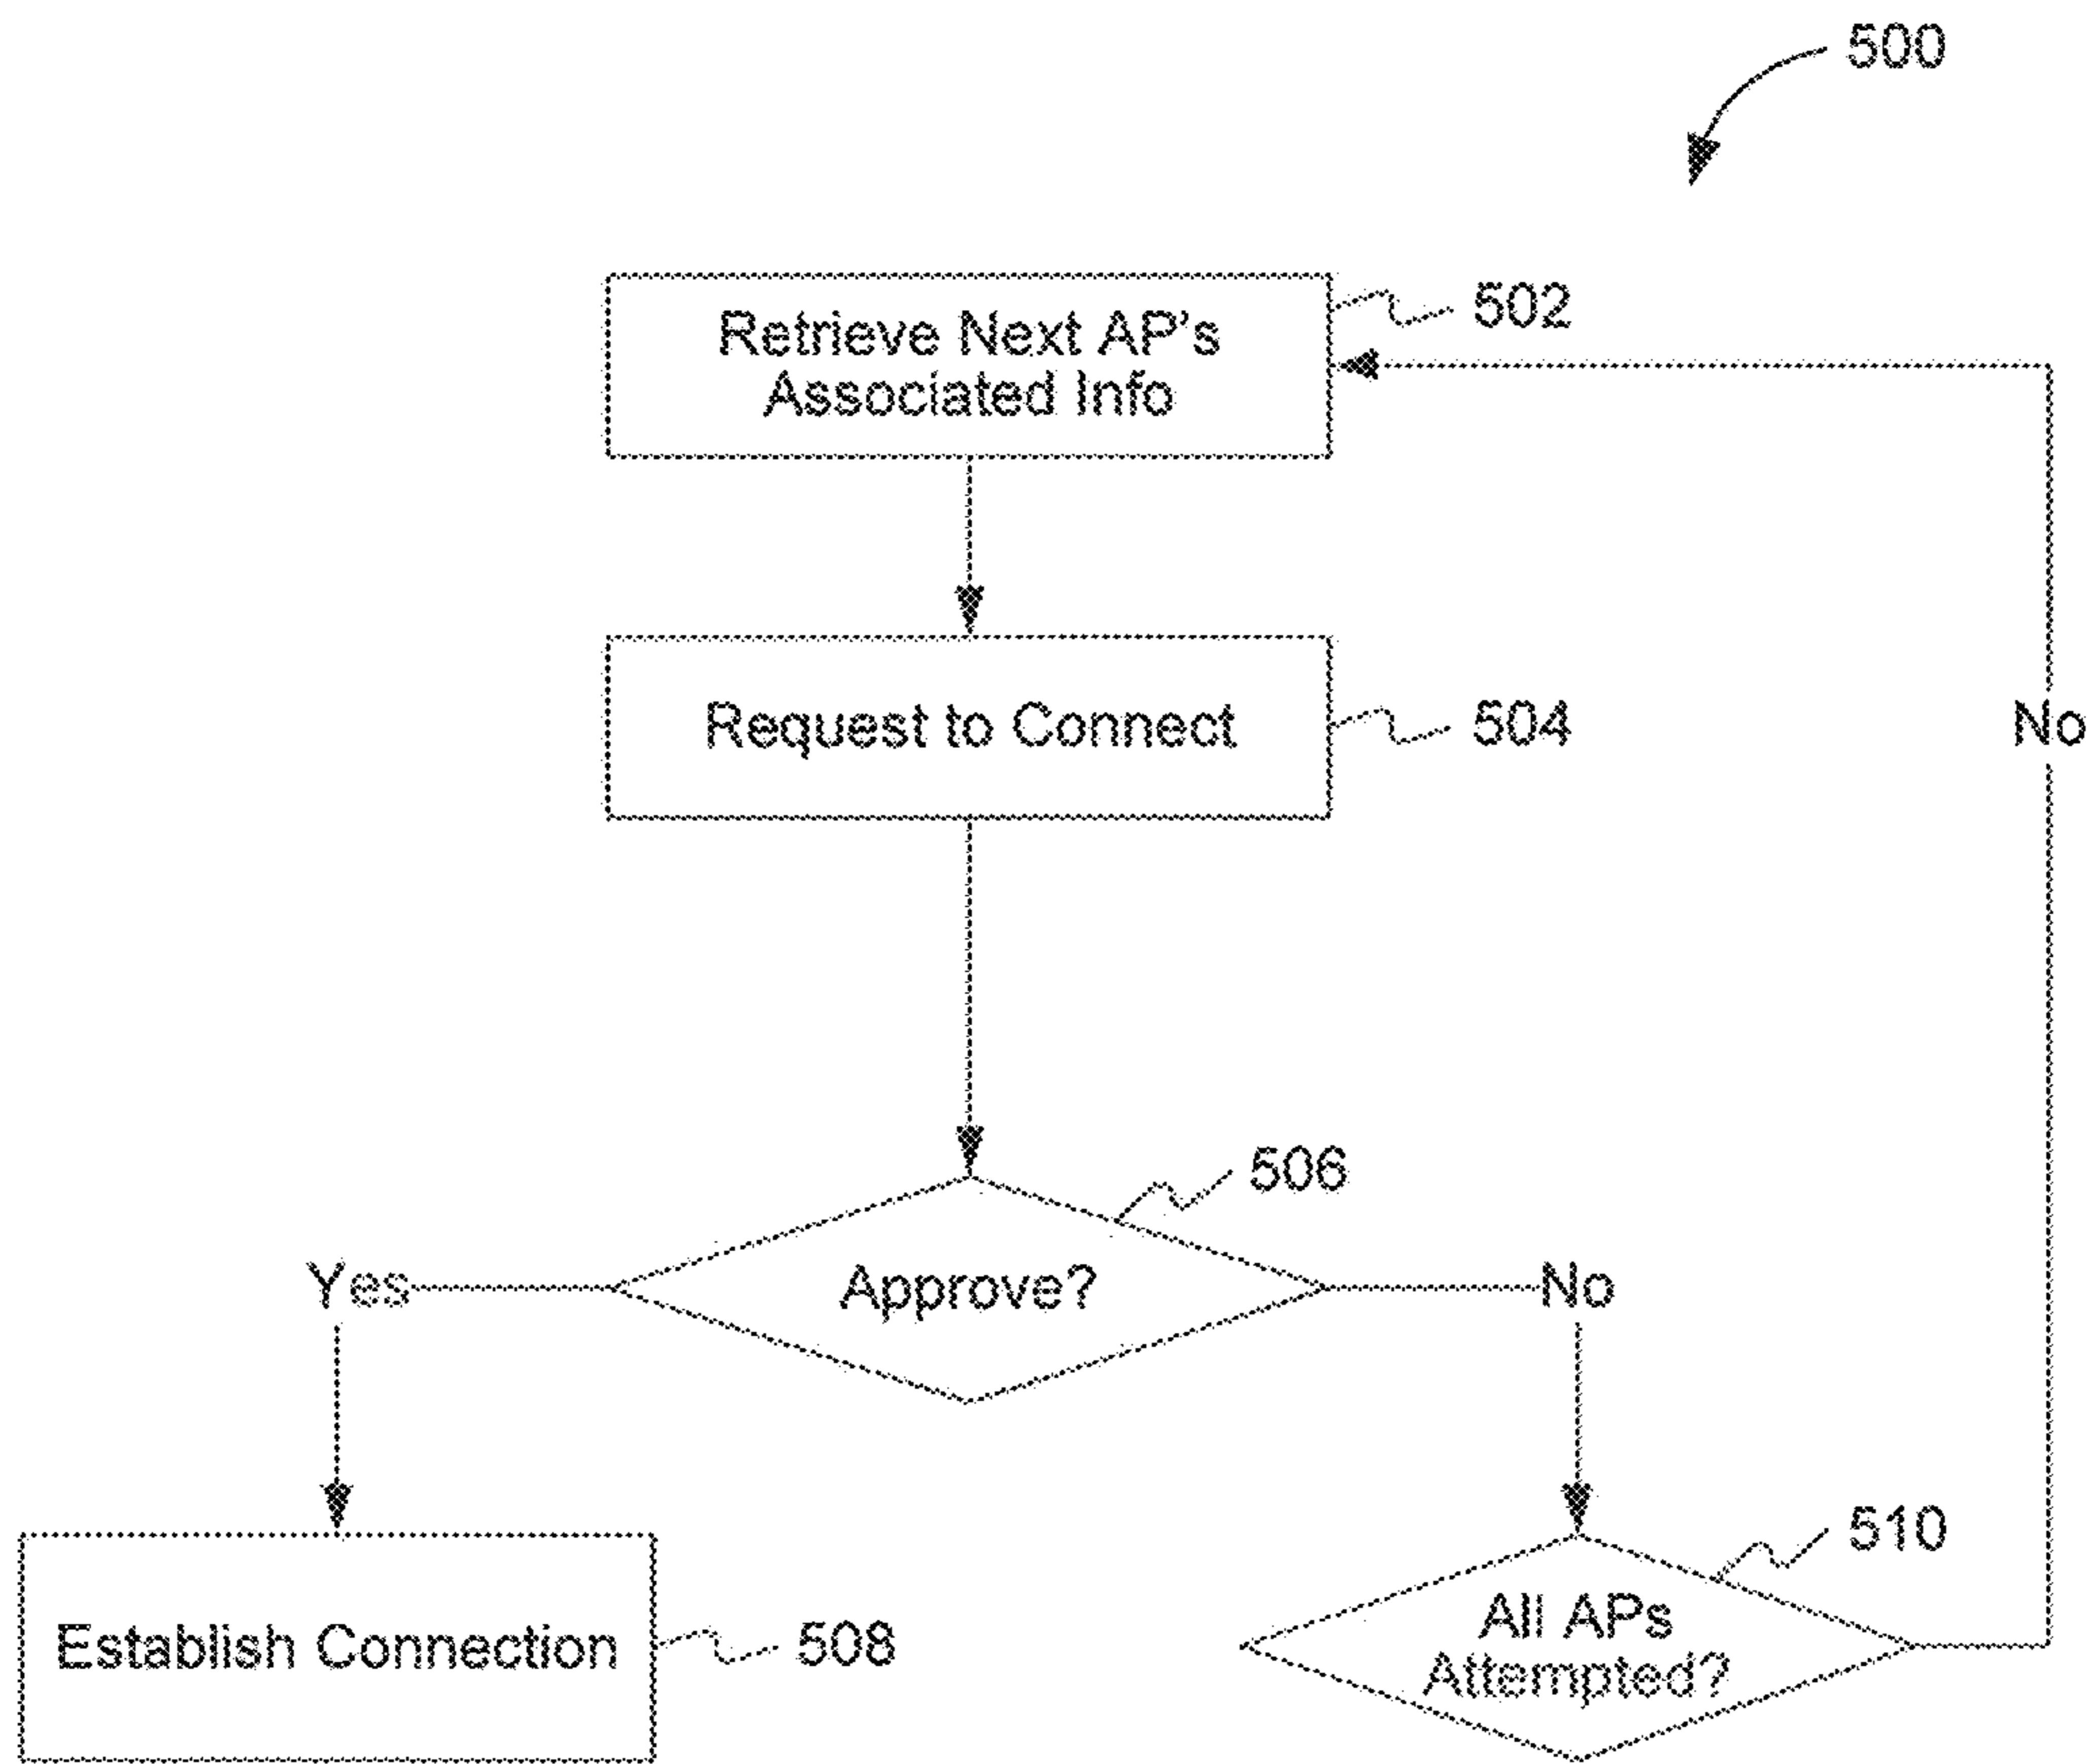 500
Retrieve Next AP's
Associated Info
502
Request to Connect
504
No
506
Approve?
Yes
No
Establish Connection
508
510
All APs
Attempted?